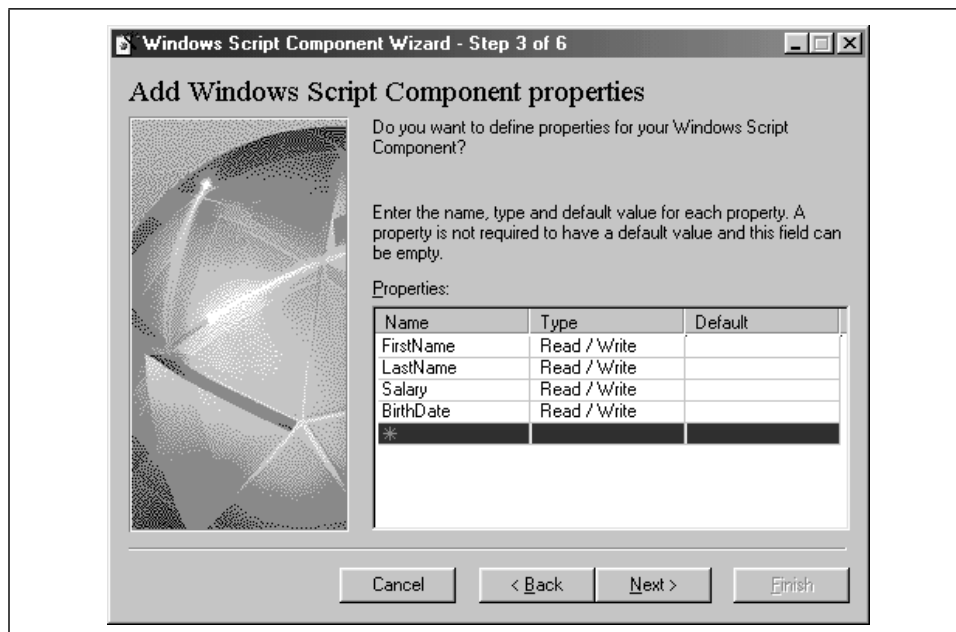 Windows Script Component Wizard - Step 3 of 6
Add Windows Script Component properties
Do you want to define properties for your Windows Script
Component?
Enter the name, type and default value for each property. A
property is not required to have a default value and this field can
be empty.
Properties:
Name Type Default
FirstName Read / Write
LastName Read / Write
Salary Read / Write
BirthDate Read / Write
*
Cancel < Back Next > Finish